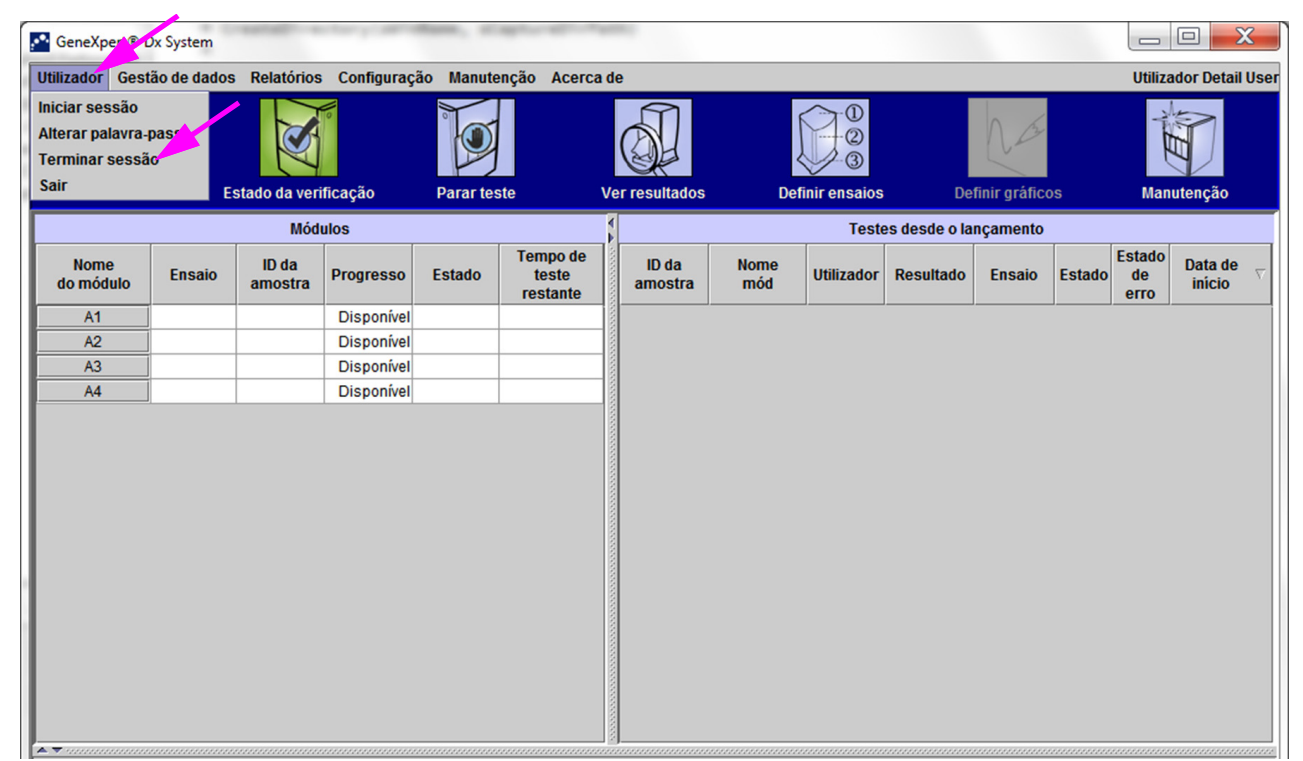 GeneXpert® Dx System
Utilizador Gestão de dados Relatórios Configuração Manutenção Acerca de Utilizador Detail User
Iniciar sessão
Alterar palavra-passe
Terminar sessão
Sair
Estado da verificação Parar teste Ver resultados Definir ensaios Definir gráficos Manutenção
Módulos
Nome do módulo Ensaio ID da amostra Progresso Estado Tempo de teste restante
A1 Disponível
A2 Disponível
A3 Disponível
A4 Disponível
Testes desde o lançamento
ID da amostra Nome mód Utilizador Resultado Ensaio Estado Estado de erro Data de início